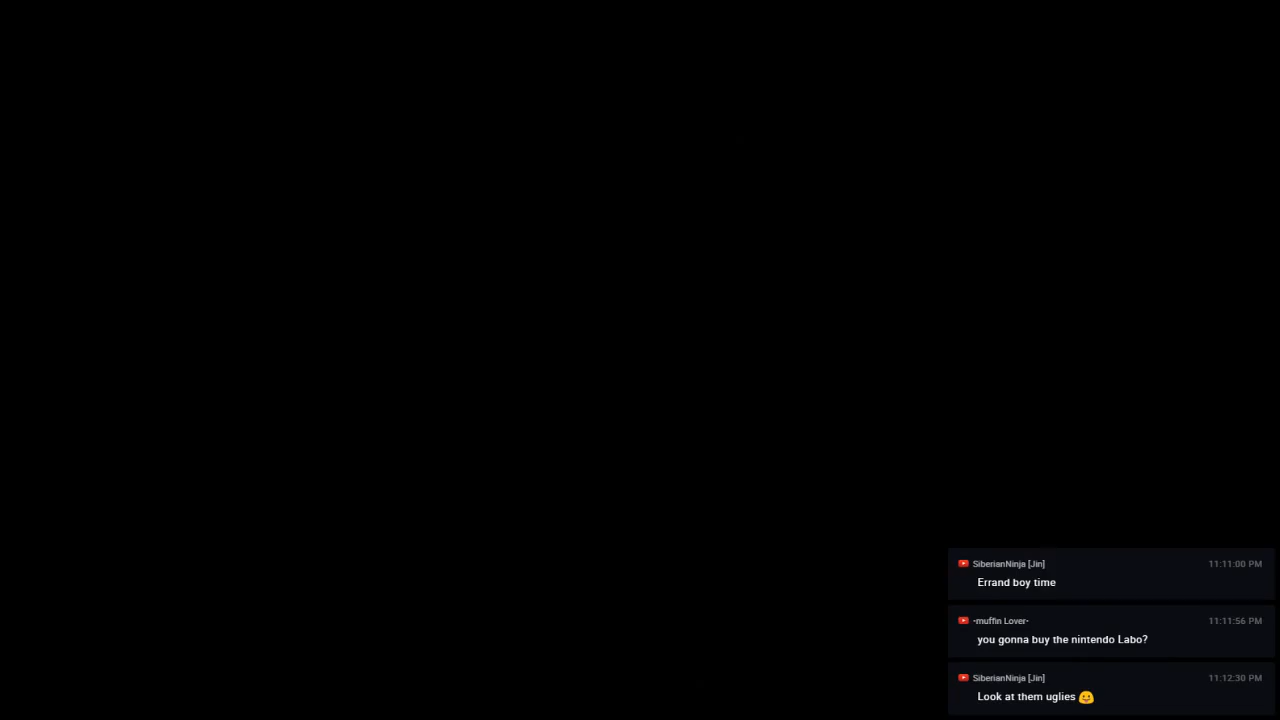 SiberianNinja [Jin] 11:11:00 PM
Errand boy time
-muffin Lover- 11:11:56 PM
you gonna buy the nintendo Labo?
SiberianNinja [Jin] 11:12:30 PM
Look at them uglies 🤗